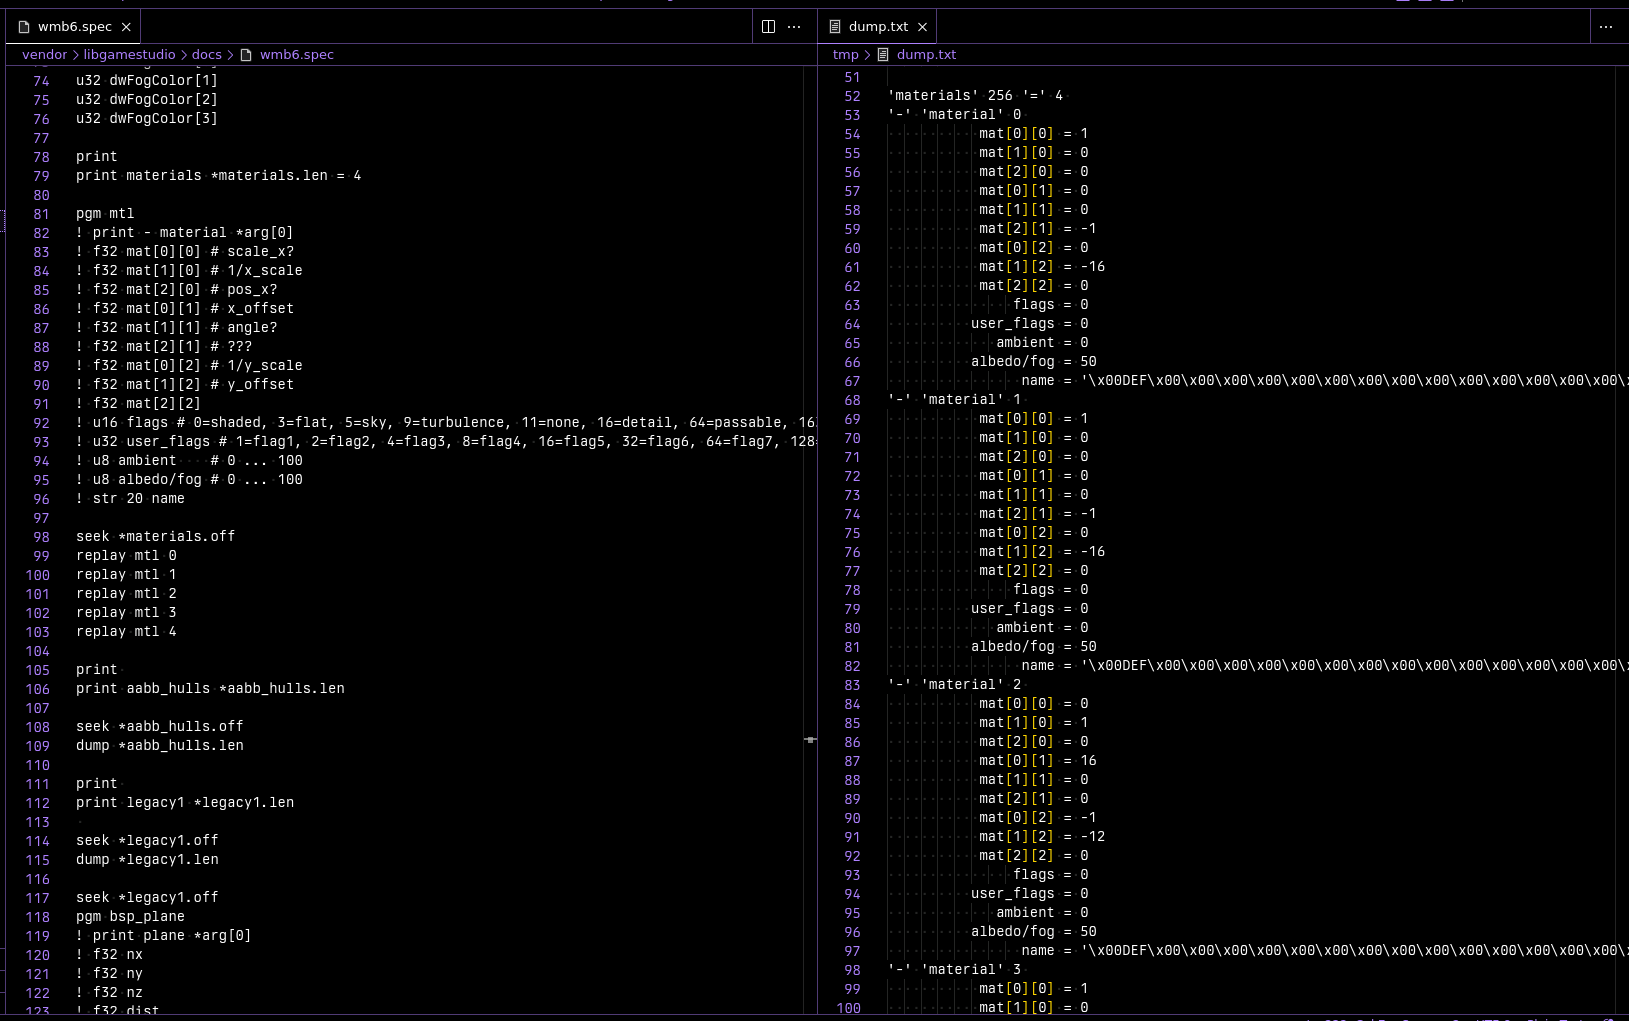 wmb6.spec
vendor > libgamestudio > docs > wmb6.spec
74 u32 dwFogColor[1]
75 u32 dwFogColor[2]
76 u32 dwFogColor[3]
77
78 print
79 print materials *materials.len = 4
80
81 pgm mtl
82 ! print - material *arg[0]
83 ! f32 mat[0][0] # scale_x?
84 ! f32 mat[1][0] # 1/x_scale
85 ! f32 mat[2][0] # pos_x?
86 ! f32 mat[0][1] # x_offset
87 ! f32 mat[1][1] # angle?
88 ! f32 mat[2][1] # ???
89 ! f32 mat[0][2] # 1/y_scale
90 ! f32 mat[1][2] # y_offset
91 ! f32 mat[2][2]
92 ! u16 flags # 0=shaded, 3=flat, 5=sky, 9=turbulence, 11=none, 16=detail, 64=passable, 16
93 ! u32 user_flags # 1=flag1, 2=flag2, 4=flag3, 8=flag4, 16=flag5, 32=flag6, 64=flag7, 128=
94 ! u8 ambient    # 0 ... 100
95 ! u8 albedo/fog # 0 ... 100
96 ! str 20 name
97
98 seek *materials.off
99 replay mtl 0
100 replay mtl 1
101 replay mtl 2
102 replay mtl 3
103 replay mtl 4
104
105 print
106 print aabb_hulls *aabb_hulls.len
107
108 seek *aabb_hulls.off
109 dump *aabb_hulls.len
110
111 print
112 print legacy1 *legacy1.len
113
114 seek *legacy1.off
115 dump *legacy1.len
116
117 seek *legacy1.off
118 pgm bsp_plane
119 ! print plane *arg[0]
120 ! f32 nx
121 ! f32 ny
122 ! f32 nz
123 ! f32 dist
dump.txt
tmp > dump.txt
51
52 'materials' 256 '=' 4
53 '-' 'material' 0
54 mat[0][0] = 1
55 mat[1][0] = 0
56 mat[2][0] = 0
57 mat[0][1] = 0
58 mat[1][1] = 0
59 mat[2][1] = -1
60 mat[0][2] = 0
61 mat[1][2] = -16
62 mat[2][2] = 0
63 flags = 0
64 user_flags = 0
65 ambient = 0
66 albedo/fog = 50
67 name = '\x00DEF\x00\x00\x00\x00\x00\x00\x00\x00\x00\x00\x00\x00\
68 '-' 'material' 1
69 mat[0][0] = 1
70 mat[1][0] = 0
71 mat[2][0] = 0
72 mat[0][1] = 0
73 mat[1][1] = 0
74 mat[2][1] = -1
75 mat[0][2] = 0
76 mat[1][2] = -16
77 mat[2][2] = 0
78 flags = 0
79 user_flags = 0
80 ambient = 0
81 albedo/fog = 50
82 name = '\x00DEF\x00\x00\x00\x00\x00\x00\x00\x00\x00\x00\x00\x00\
83 '-' 'material' 2
84 mat[0][0] = 0
85 mat[1][0] = 1
86 mat[2][0] = 0
87 mat[0][1] = 16
88 mat[1][1] = 0
89 mat[2][1] = 0
90 mat[0][2] = -1
91 mat[1][2] = -12
92 mat[2][2] = 0
93 flags = 0
94 user_flags = 0
95 ambient = 0
96 albedo/fog = 50
97 name = '\x00DEF\x00\x00\x00\x00\x00\x00\x00\x00\x00\x00\x00\x00\
98 '-' 'material' 3
99 mat[0][0] = 1
100 mat[1][0] = 0